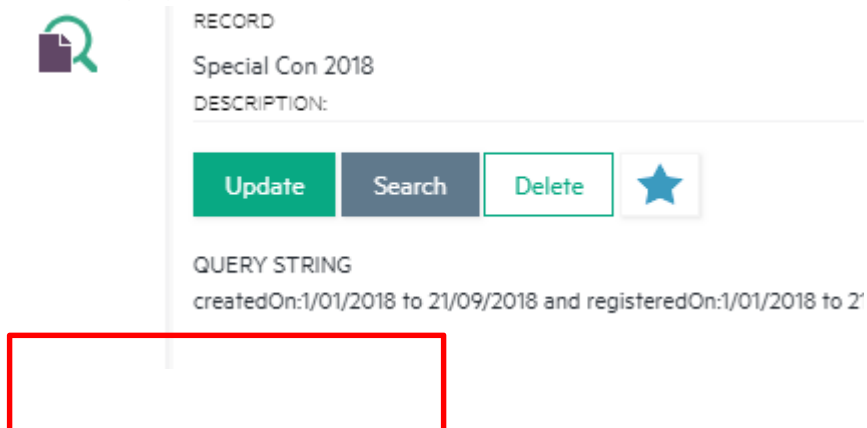 RECORD
Special Con 2018
DESCRIPTION:
Update Search Delete
QUERY STRING
createdOn:1/01/2018 to 21/09/2018 and registeredOn:1/01/2018 to 21